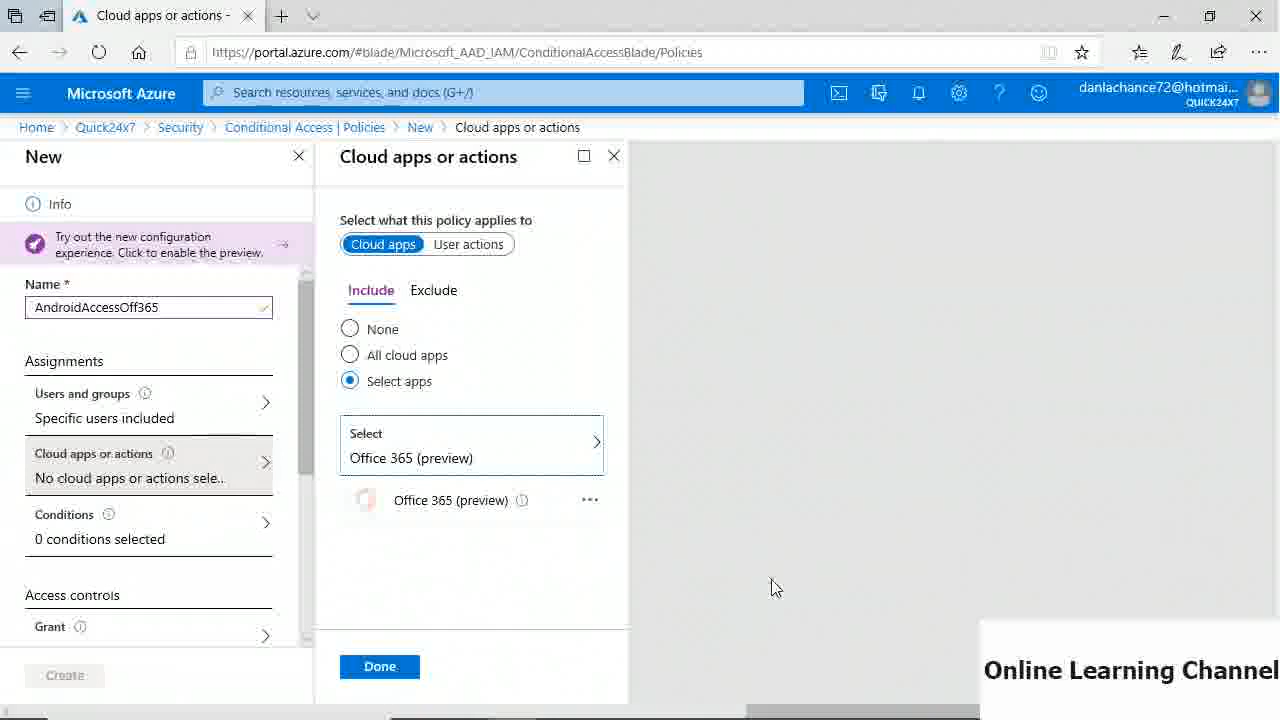 Cloud apps or actions -
https://portal.azure.com/#blade/Microsoft_AAD_IAM/ConditionalAccessBlade/Policies
Microsoft Azure
Search resources, services, and docs (G+/)
danlachance72@hotmai...
QUICK24X7
Home > Quick24x7 > Security > Conditional Access | Policies > New > Cloud apps or actions
New
Info
Try out the new configuration
experience. Click to enable the preview.
Name *
AndroidAccessOff365
Assignments
Users and groups
Specific users included
Cloud apps or actions
No cloud apps or actions sele...
Conditions
0 conditions selected
Access controls
Grant
Create
Cloud apps or actions
Select what this policy applies to
Cloud apps User actions
Include Exclude
None
All cloud apps
Select apps
Select
Office 365 (preview)
Office 365 (preview)
Done
Online Learning Channel